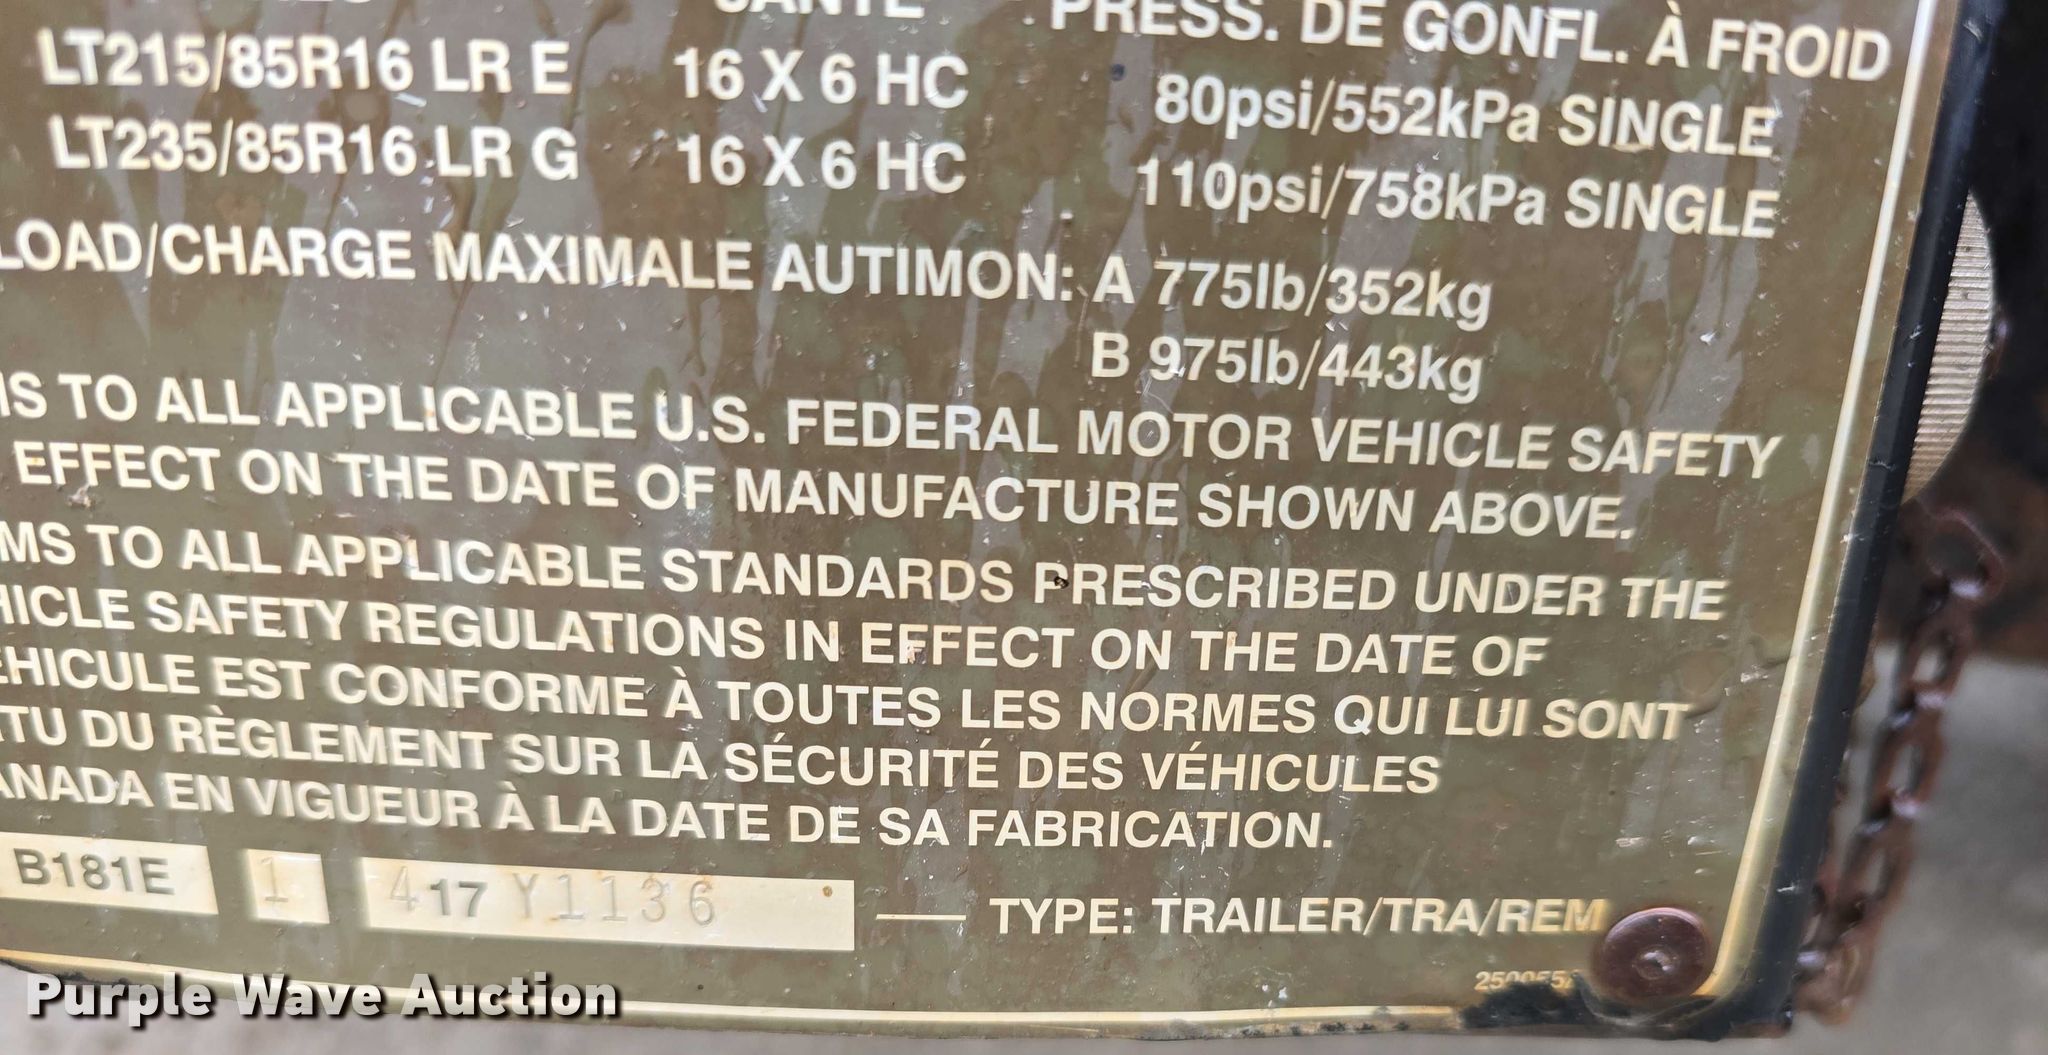 SANTE PRESS. DE GONFL. À FROID
LT215/85R16 LR E 16 X 6 HC 80psi/552kPa SINGLE
LT235/85R16 LR G 16 X 6 HC 110psi/758kPa SINGLE
LOAD/CHARGE MAXIMALE AUTIMON: A 775lb/352kg
B 975lb/443kg
MS TO ALL APPLICABLE U.S. FEDERAL MOTOR VEHICLE SAFETY
EFFECT ON THE DATE OF MANUFACTURE SHOWN ABOVE.
MS TO ALL APPLICABLE STANDARDS PRESCRIBED UNDER THE
HICLE SAFETY REGULATIONS IN EFFECT ON THE DATE OF
EHICULE EST CONFORME À TOUTES LES NORMES QUI LUI SONT
TU DU RÈGLEMENT SUR LA SÉCURITÉ DES VÉHICULES
ANADA EN VIGUEUR À LA DATE DE SA FABRICATION.
B181E 1 417 Y1136 — TYPE: TRAILER/TRA/REM
Purple Wave Auction